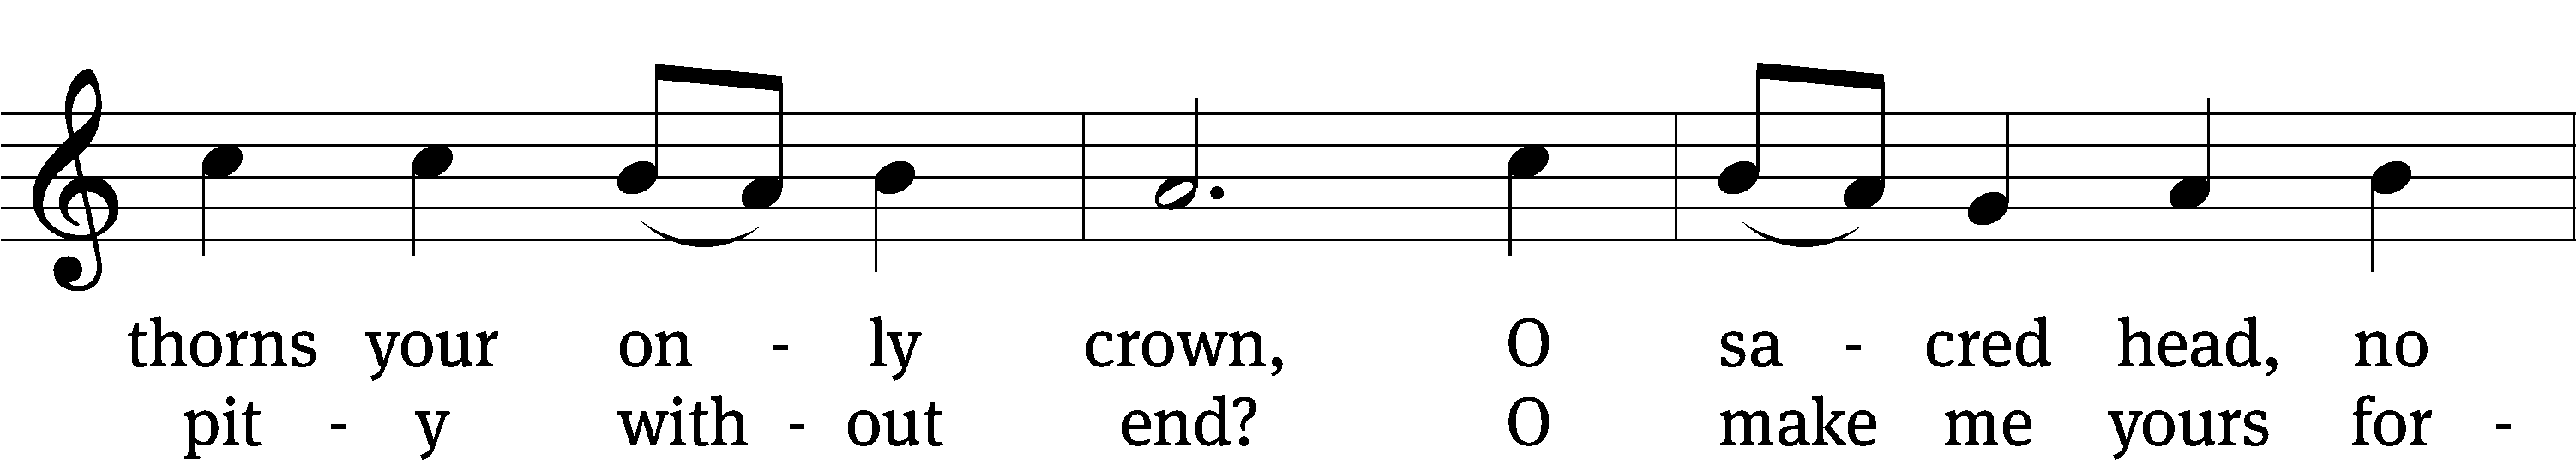 thorns your on - ly crown, O sa - cred head, no
pit - y with - out end? O make me yours for -